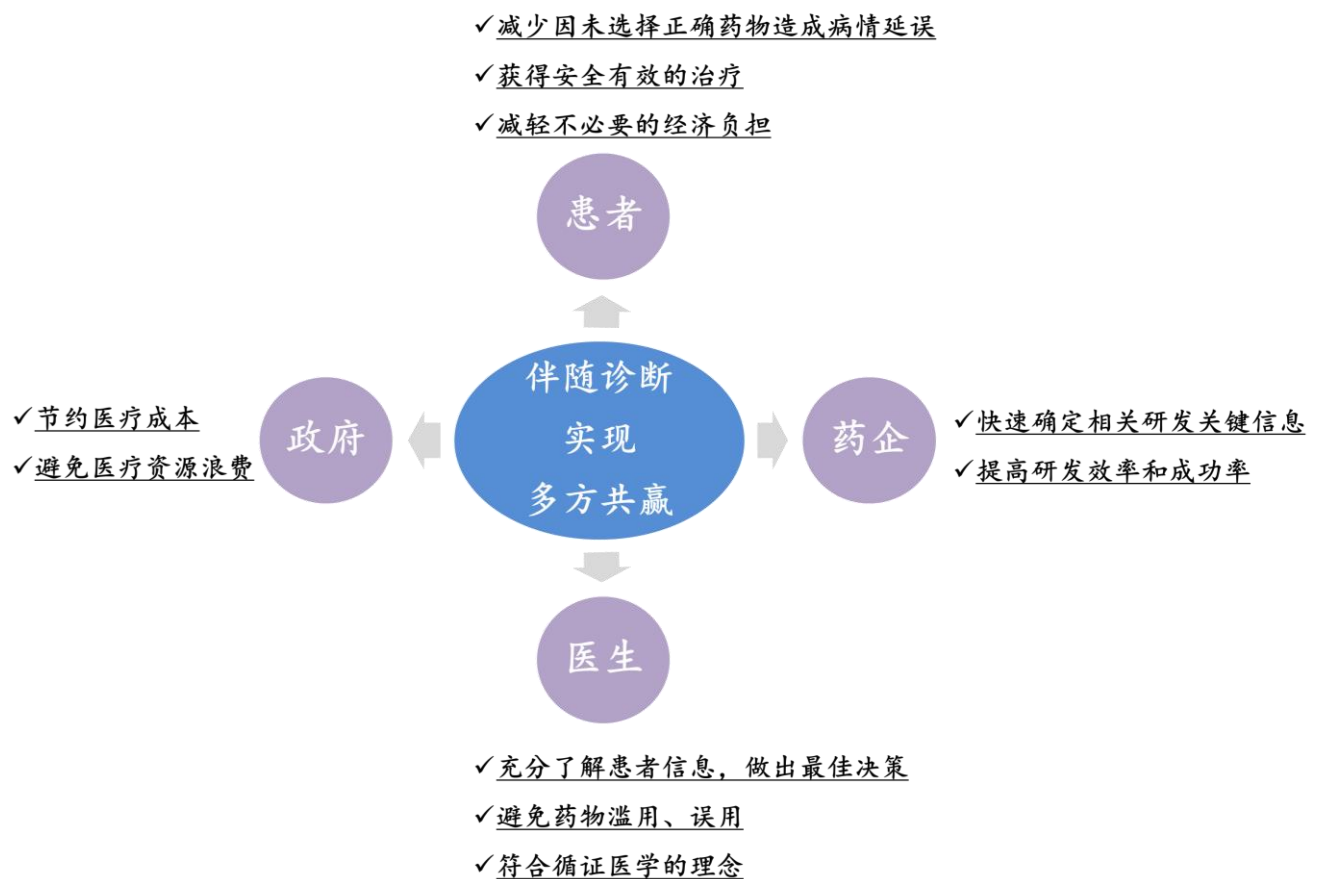 ✓减少因未选择正确药物造成病情延误
✓获得安全有效的治疗
✓减轻不必要的经济负担
患者
伴随诊断
实现
多方共赢
政府
✓节约医疗成本
✓避免医疗资源浪费
药企
✓快速确定相关研发关键信息
✓提高研发效率和成功率
医生
✓充分了解患者信息，做出最佳决策
✓避免药物滥用、误用
✓符合循证医学的理念